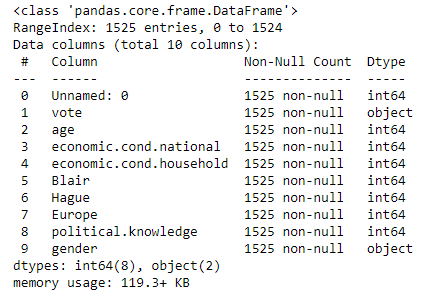 <class 'pandas.core.frame.DataFrame'>
RangeIndex: 1525 entries, 0 to 1524
Data columns (total 10 columns):
 #   Column                   Non-Null Count  Dtype
---  ------                   --------------  -----
 0   Unnamed: 0               1525 non-null   int64
 1   vote                     1525 non-null   object
 2   age                      1525 non-null   int64
 3   economic.cond.national   1525 non-null   int64
 4   economic.cond.household  1525 non-null   int64
 5   Blair                    1525 non-null   int64
 6   Hague                    1525 non-null   int64
 7   Europe                   1525 non-null   int64
 8   political.knowledge      1525 non-null   int64
 9   gender                   1525 non-null   object
dtypes: int64(8), object(2)
memory usage: 119.3+ KB